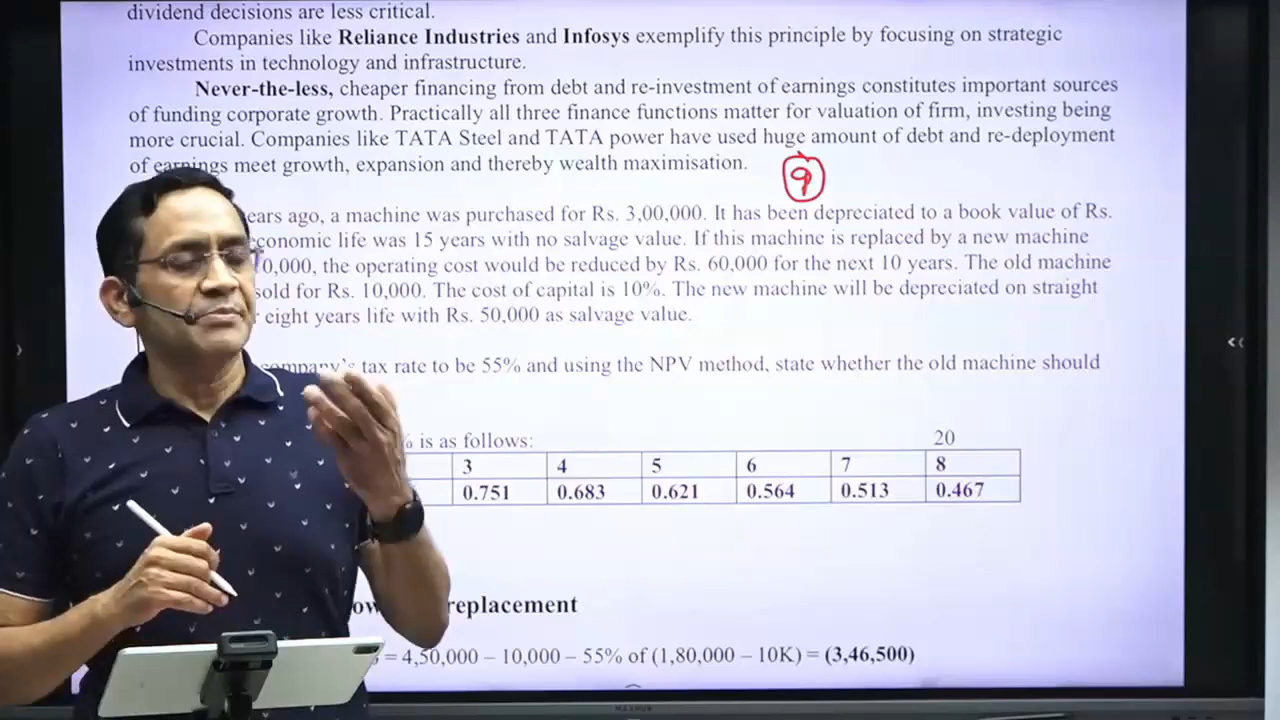 dividend decisions are less critical.
Companies like Reliance Industries and Infosys exemplify this principle by focusing on strategic
investments in technology and infrastructure.
Never-the-less, cheaper financing from debt and re-investment of earnings constitutes important sources
of funding corporate growth. Practically all three finance functions matter for valuation of firm, investing being
more crucial. Companies like TATA Steel and TATA power have used huge amount of debt and re-deployment
of earnings meet growth, expansion and thereby wealth maximisation.
9
ears ago, a machine was purchased for Rs. 3,00,000. It has been depreciated to a book value of Rs.
conomic life was 15 years with no salvage value. If this machine is replaced by a new machine
0,000, the operating cost would be reduced by Rs. 60,000 for the next 10 years. The old machine
sold for Rs. 10,000. The cost of capital is 10%. The new machine will be depreciated on straight
eight years life with Rs. 50,000 as salvage value.
company's tax rate to be 55% and using the NPV method, state whether the old machine should
% is as follows: 20
3 4 5 6 7 8
0.751 0.683 0.621 0.564 0.513 0.467
replacement
= 4,50,000 – 10,000 – 55% of (1,80,000 – 10K) = (3,46,500)